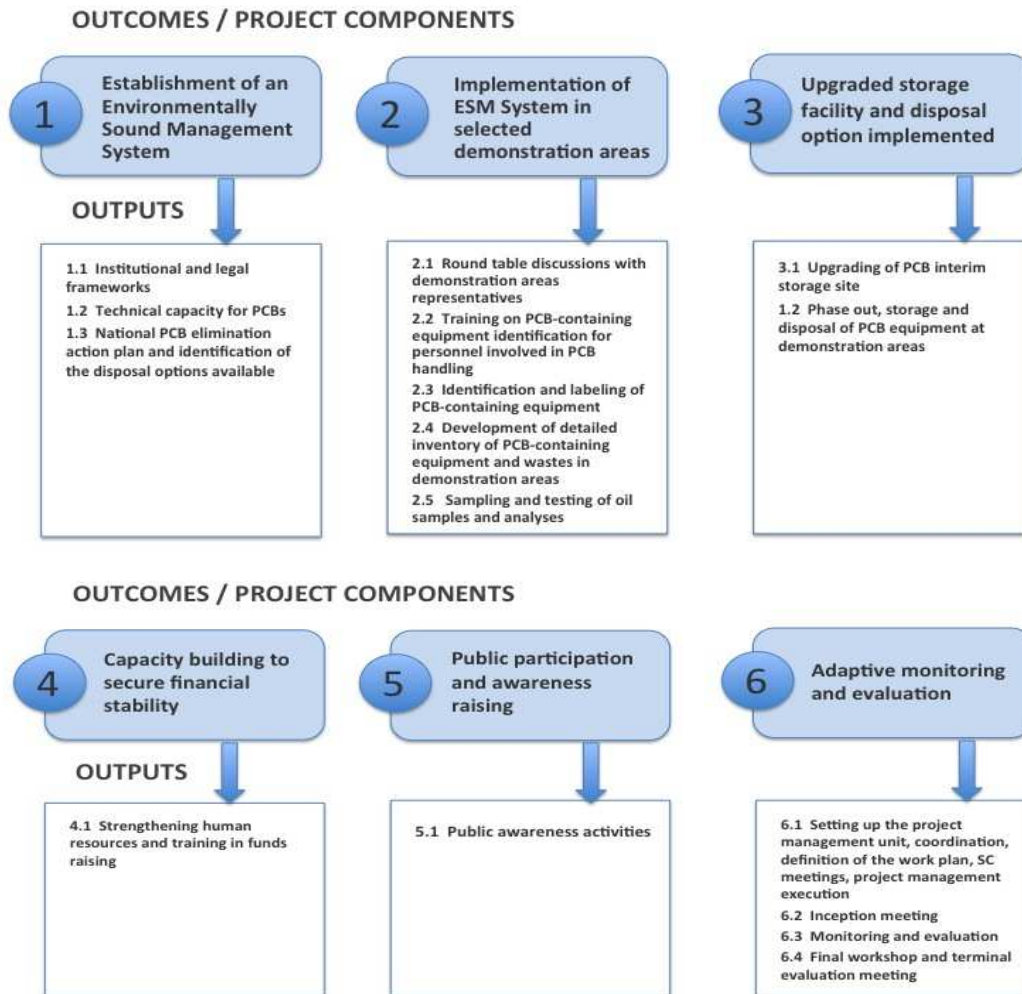 OUTCOMES / PROJECT COMPONENTS
1
Establishment of an
Environmentally
Sound Management
System
2
Implementation of
ESM System in
selected
demonstration areas
3
Upgraded storage
facility and disposal
option implemented
OUTPUTS
1.1 Institutional and legal
frameworks
1.2 Technical capacity for PCBs
1.3 National PCB elimination
action plan and identification of
the disposal options available
2.1 Round table discussions with
demonstration areas
representatives
2.2 Training on PCB-containing
equipment identification for
personnel involved in PCB
handling
2.3 Identification and labeling of
PCB-containing equipment
2.4 Development of detailed
inventory of PCB-containing
equipment and wastes in
demonstration areas
2.5 Sampling and testing of oil
samples and analyses
3.1 Upgrading of PCB interim
storage site
1.2 Phase out, storage and
disposal of PCB equipment at
demonstration areas
OUTCOMES / PROJECT COMPONENTS
4
Capacity building to
secure financial
stability
5
Public participation
and awareness
raising
6
Adaptive monitoring
and evaluation
OUTPUTS
4.1 Strengthening human
resources and training in funds
raising
5.1 Public awareness activities
6.1 Setting up the project
management unit, coordination,
definition of the work plan, SC
meetings, project management
execution
6.2 Inception meeting
6.3 Monitoring and evaluation
6.4 Final workshop and terminal
evaluation meeting